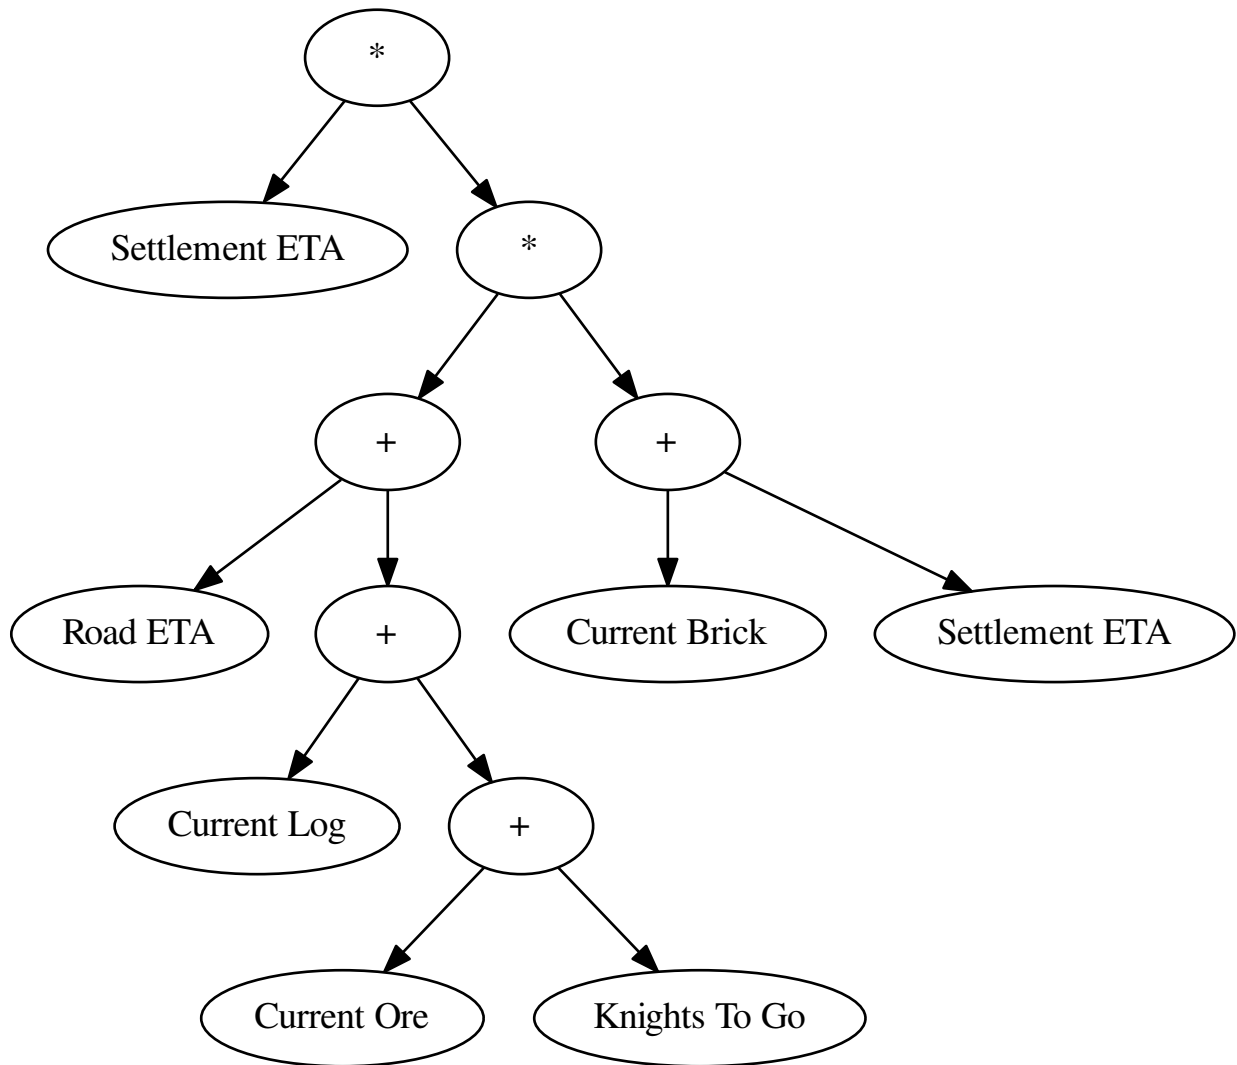 *
Settlement ETA
*
+
+
Road ETA
+
Current Brick
Settlement ETA
Current Log
+
Current Ore
Knights To Go